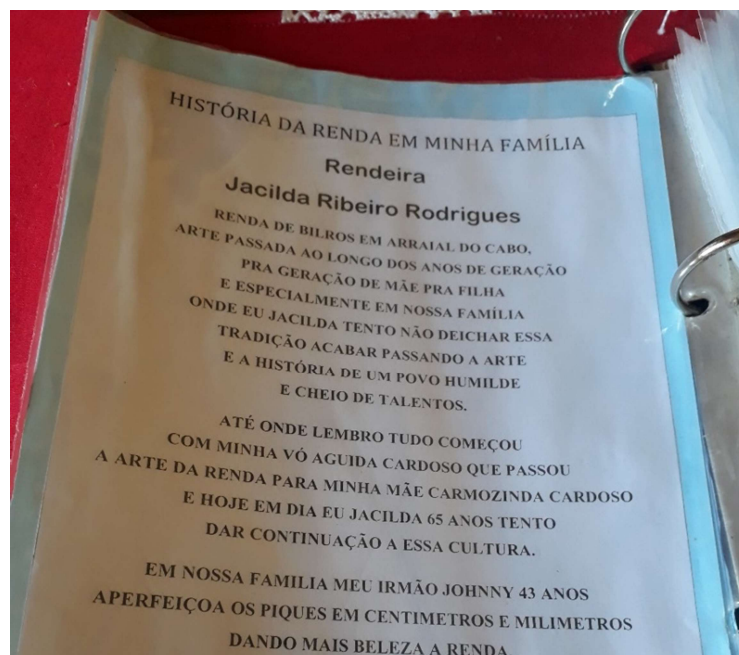 HISTÓRIA DA RENDA EM MINHA FAMÍLIA
Rendeira
Jacilda Ribeiro Rodrigues
RENDA DE BILROS EM ARRAIAL DO CABO,
ARTE PASSADA AO LONGO DOS ANOS DE GERAÇÃO
PRA GERAÇÃO DE MÃE PRA FILHA
E ESPECIALMENTE EM NOSSA FAMÍLIA
ONDE EU JACILDA TENTO NÃO DEICHAR ESSA
TRADIÇÃO ACABAR PASSANDO A ARTE
E A HISTÓRIA DE UM POVO HUMILDE
E CHEIO DE TALENTOS.
ATÉ ONDE LEMBRO TUDO COMEÇOU
COM MINHA VÓ AGUIDA CARDOSO QUE PASSOU
A ARTE DA RENDA PARA MINHA MÃE CARMOZINDA CARDOSO
E HOJE EM DIA EU JACILDA 65 ANOS TENTO
DAR CONTINUAÇÃO A ESSA CULTURA.
EM NOSSA FAMILIA MEU IRMÃO JOHNNY 43 ANOS
APERFEIÇOA OS PIQUES EM CENTIMETROS E MILIMETROS
DANDO MAIS BELEZA A RENDA